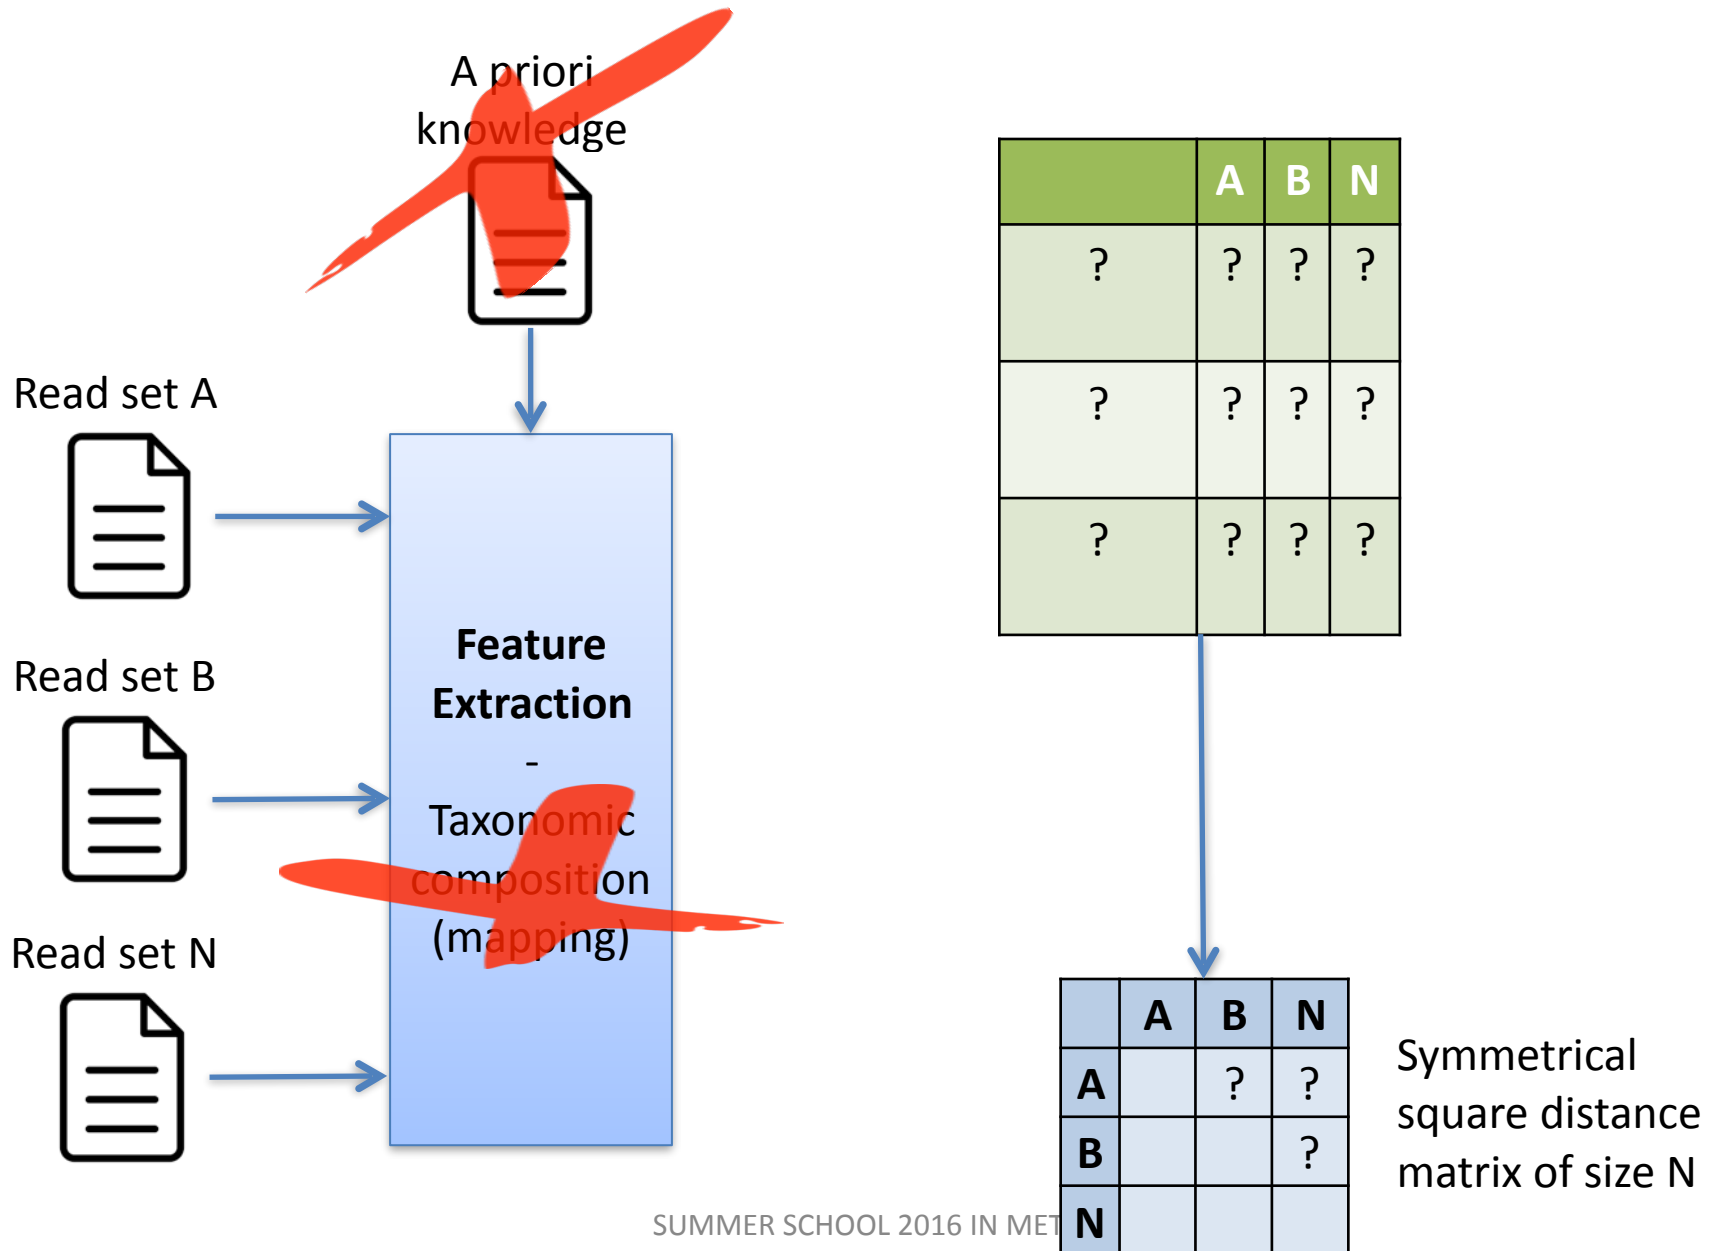 A priori
knowledge
Read set A
Read set B
Read set N
Feature
Extraction
-
Taxonomic
composition
(mapping)
A B N
? ? ? ?
? ? ? ?
? ? ? ?
A B N
A ? ?
B ?
N
Symmetrical
square distance
matrix of size N
SUMMER SCHOOL 2016 IN MET